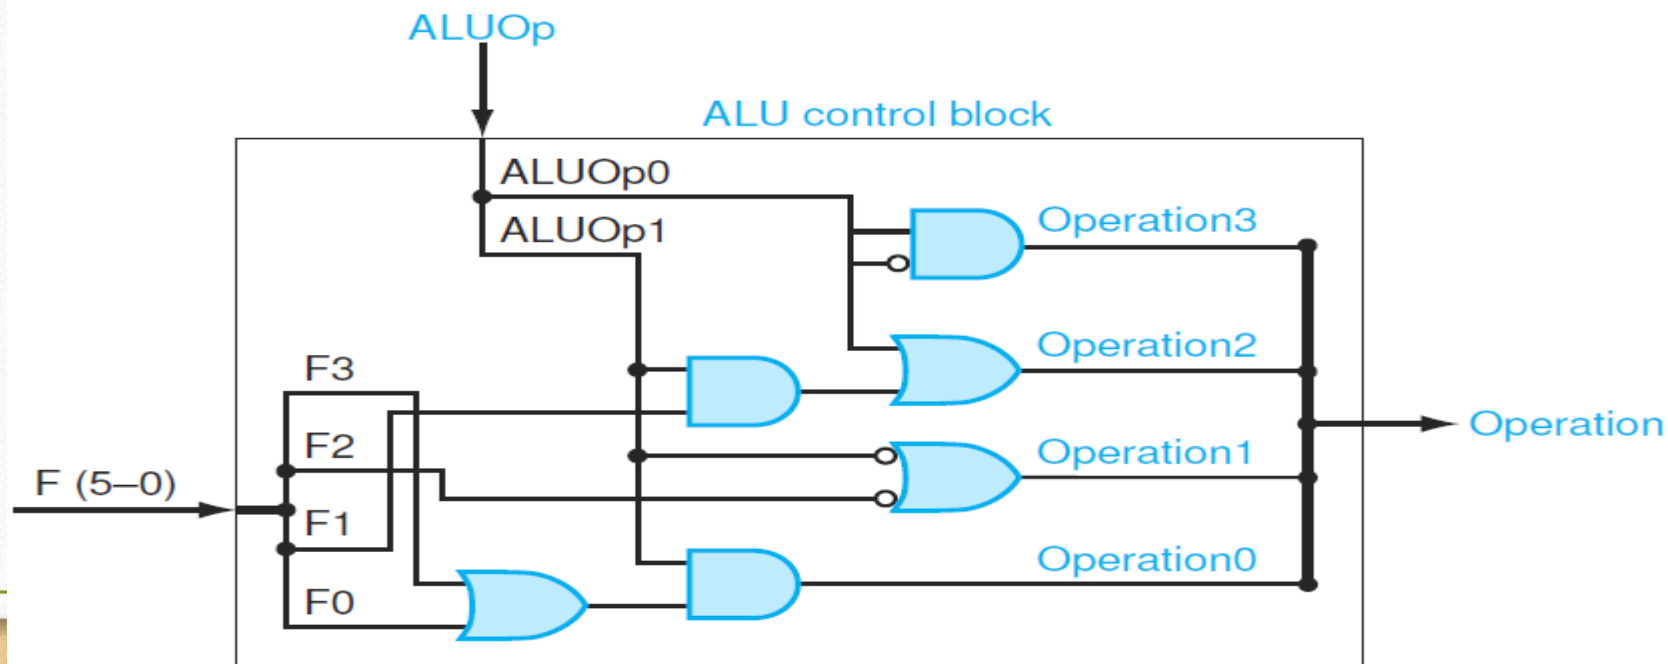 ALUOp
ALU control block
ALUOp0
ALUOp1
Operation3
Operation2
F3
Operation
F2
Operation1
F (5–0)
F1
Operation0
F0